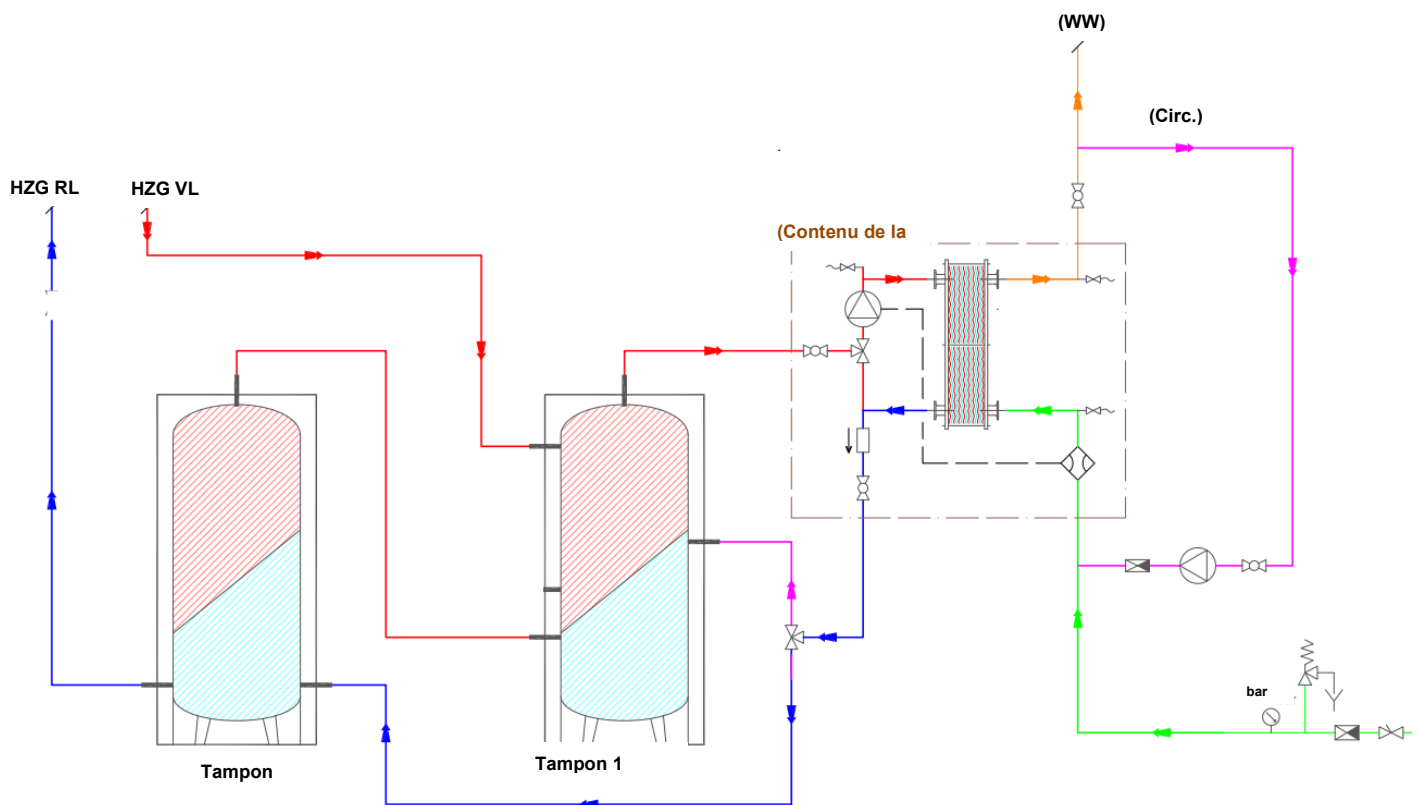 (WW)
(Circ.)
HZG RL
HZG VL
(Contenu de la
bar
Tampon 1
Tampon